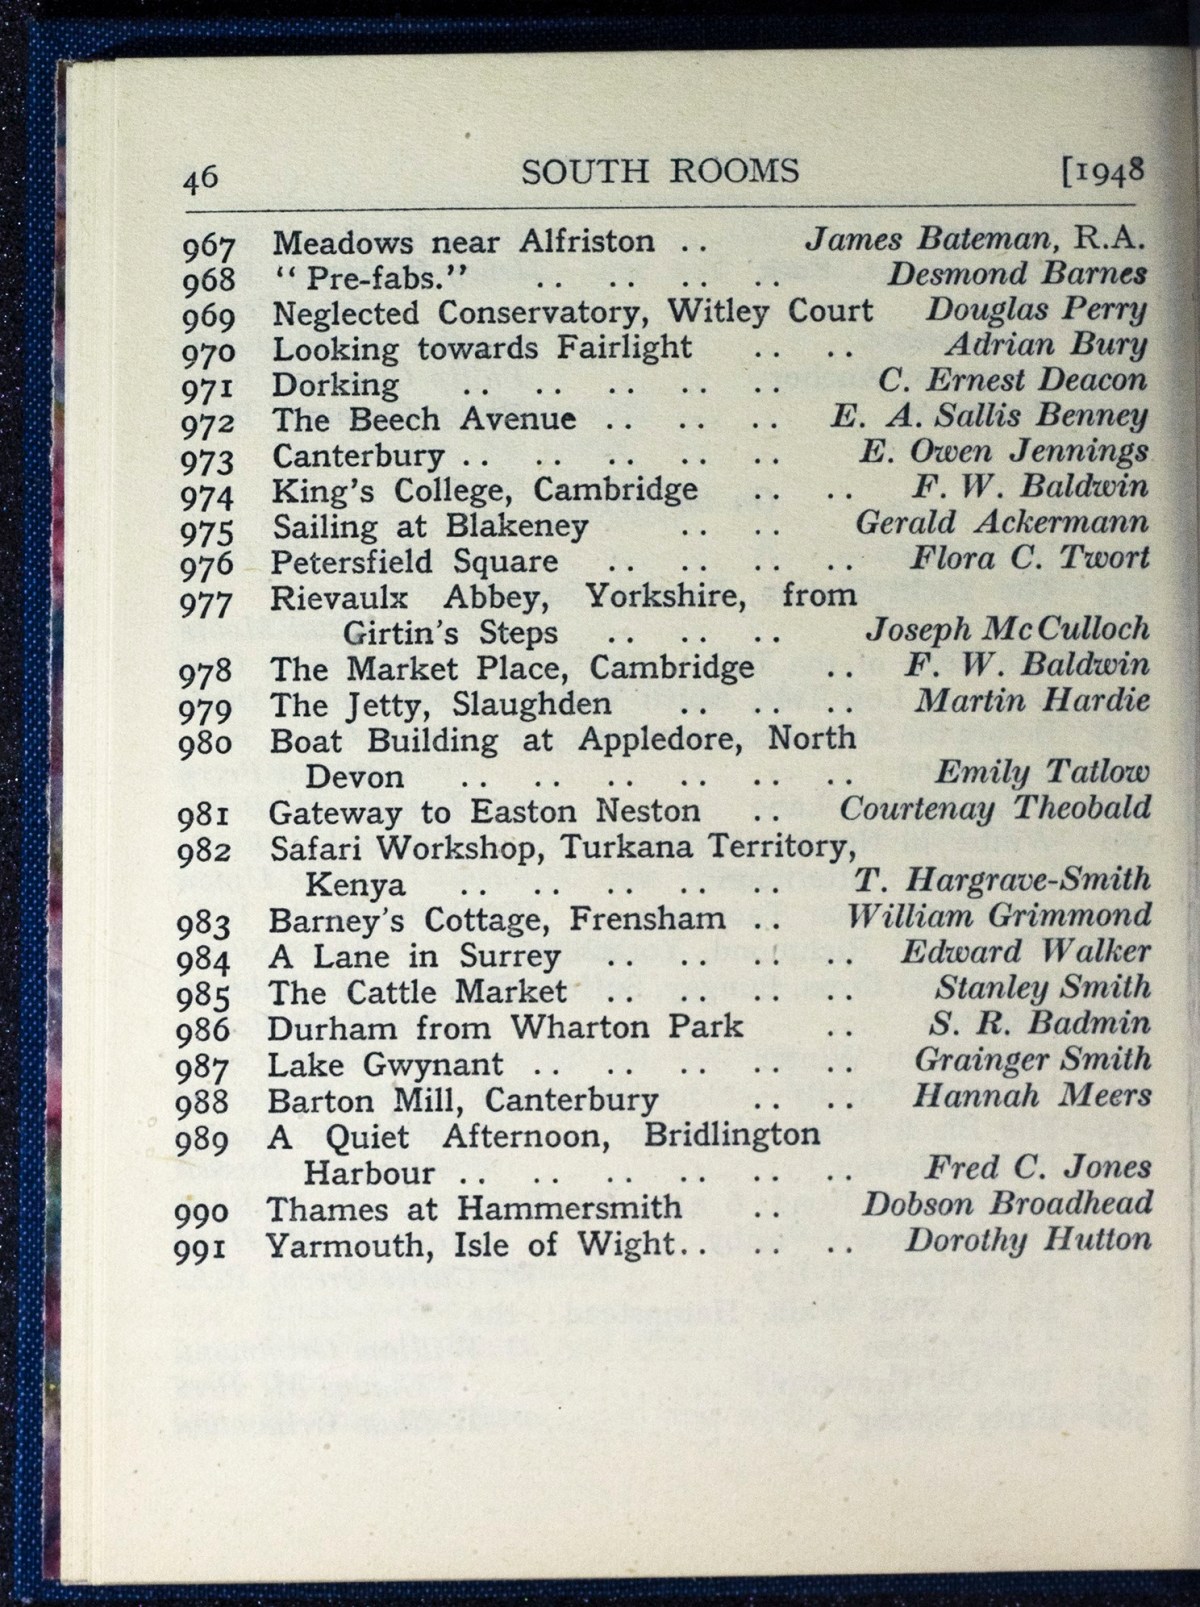 46 SOUTH ROOMS [1948
967 Meadows near Alfriston .. James Bateman, R.A.
968 “ Pre-fabs.” .. .. .. .. Desmond Barnes
969 Neglected Conservatory, Witley Court Douglas Perry
970 Looking towards Fairlight .. .. Adrian Bury
971 Dorking .. .. .. .. .. C. Ernest Deacon
972 The Beech Avenue .. .. .. E. A. Sallis Benney
973 Canterbury .. .. .. .. .. E. Owen Jennings
974 King’s College, Cambridge .. .. F. W. Baldwin
975 Sailing at Blakeney .. .. Gerald Ackermann
976 Petersfield Square .. .. .. .. Flora C. Twort
977 Rievaulx Abbey, Yorkshire, from
Girtin’s Steps .. .. .. Joseph McCulloch
978 The Market Place, Cambridge .. F. W. Baldwin
979 The Jetty, Slaughden .. .. .. Martin Hardie
980 Boat Building at Appledore, North
Devon .. .. .. .. .. .. Emily Tatlow
981 Gateway to Easton Neston .. Courtenay Theobald
982 Safari Workshop, Turkana Territory,
Kenya .. .. .. .. .. T. Hargrave-Smith
983 Barney’s Cottage, Frensham .. William Grimmond
984 A Lane in Surrey .. .. .. .. Edward Walker
985 The Cattle Market .. .. .. .. Stanley Smith
986 Durham from Wharton Park .. S. R. Badmin
987 Lake Gwynant .. .. .. .. .. Grainger Smith
988 Barton Mill, Canterbury .. .. Hannah Meers
989 A Quiet Afternoon, Bridlington
Harbour .. .. .. .. .. .. Fred C. Jones
990 Thames at Hammersmith .. Dobson Broadhead
991 Yarmouth, Isle of Wight.. .. .. Dorothy Hutton